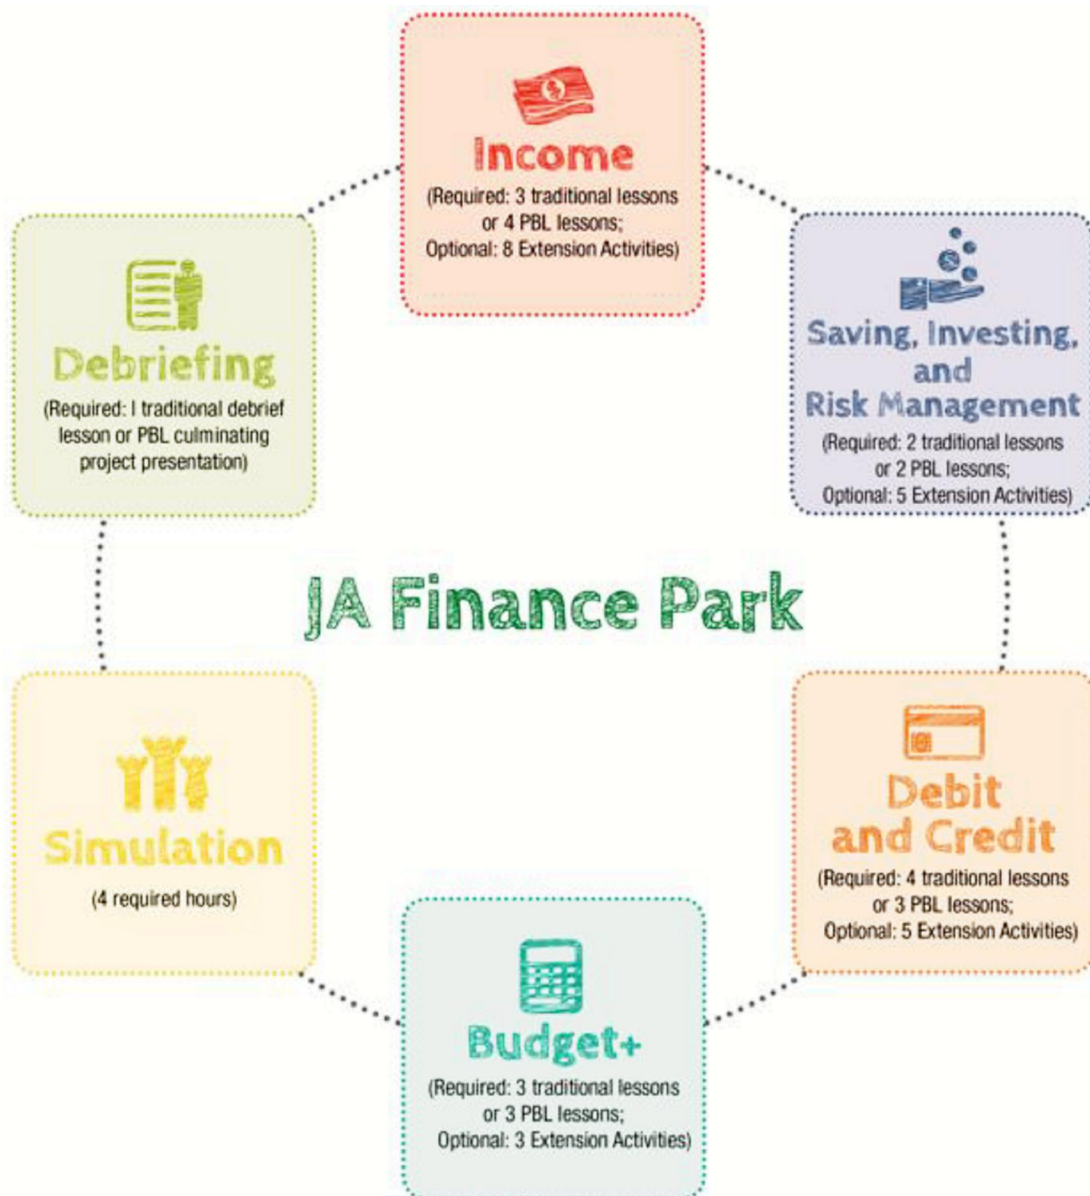 Income
(Required: 3 traditional lessons
or 4 PBL lessons;
Optional: 8 Extension Activities)
Saving, Investing,
and
Risk Management
(Required: 2 traditional lessons
or 2 PBL lessons;
Optional: 5 Extension Activities)
Debit
and Credit
(Required: 4 traditional lessons
or 3 PBL lessons;
Optional: 5 Extension Activities)
Budget+
(Required: 3 traditional lessons
or 3 PBL lessons;
Optional: 3 Extension Activities)
Simulation
(4 required hours)
Debriefing
(Required: I traditional debrief
lesson or PBL culminating
project presentation)
JA Finance Park